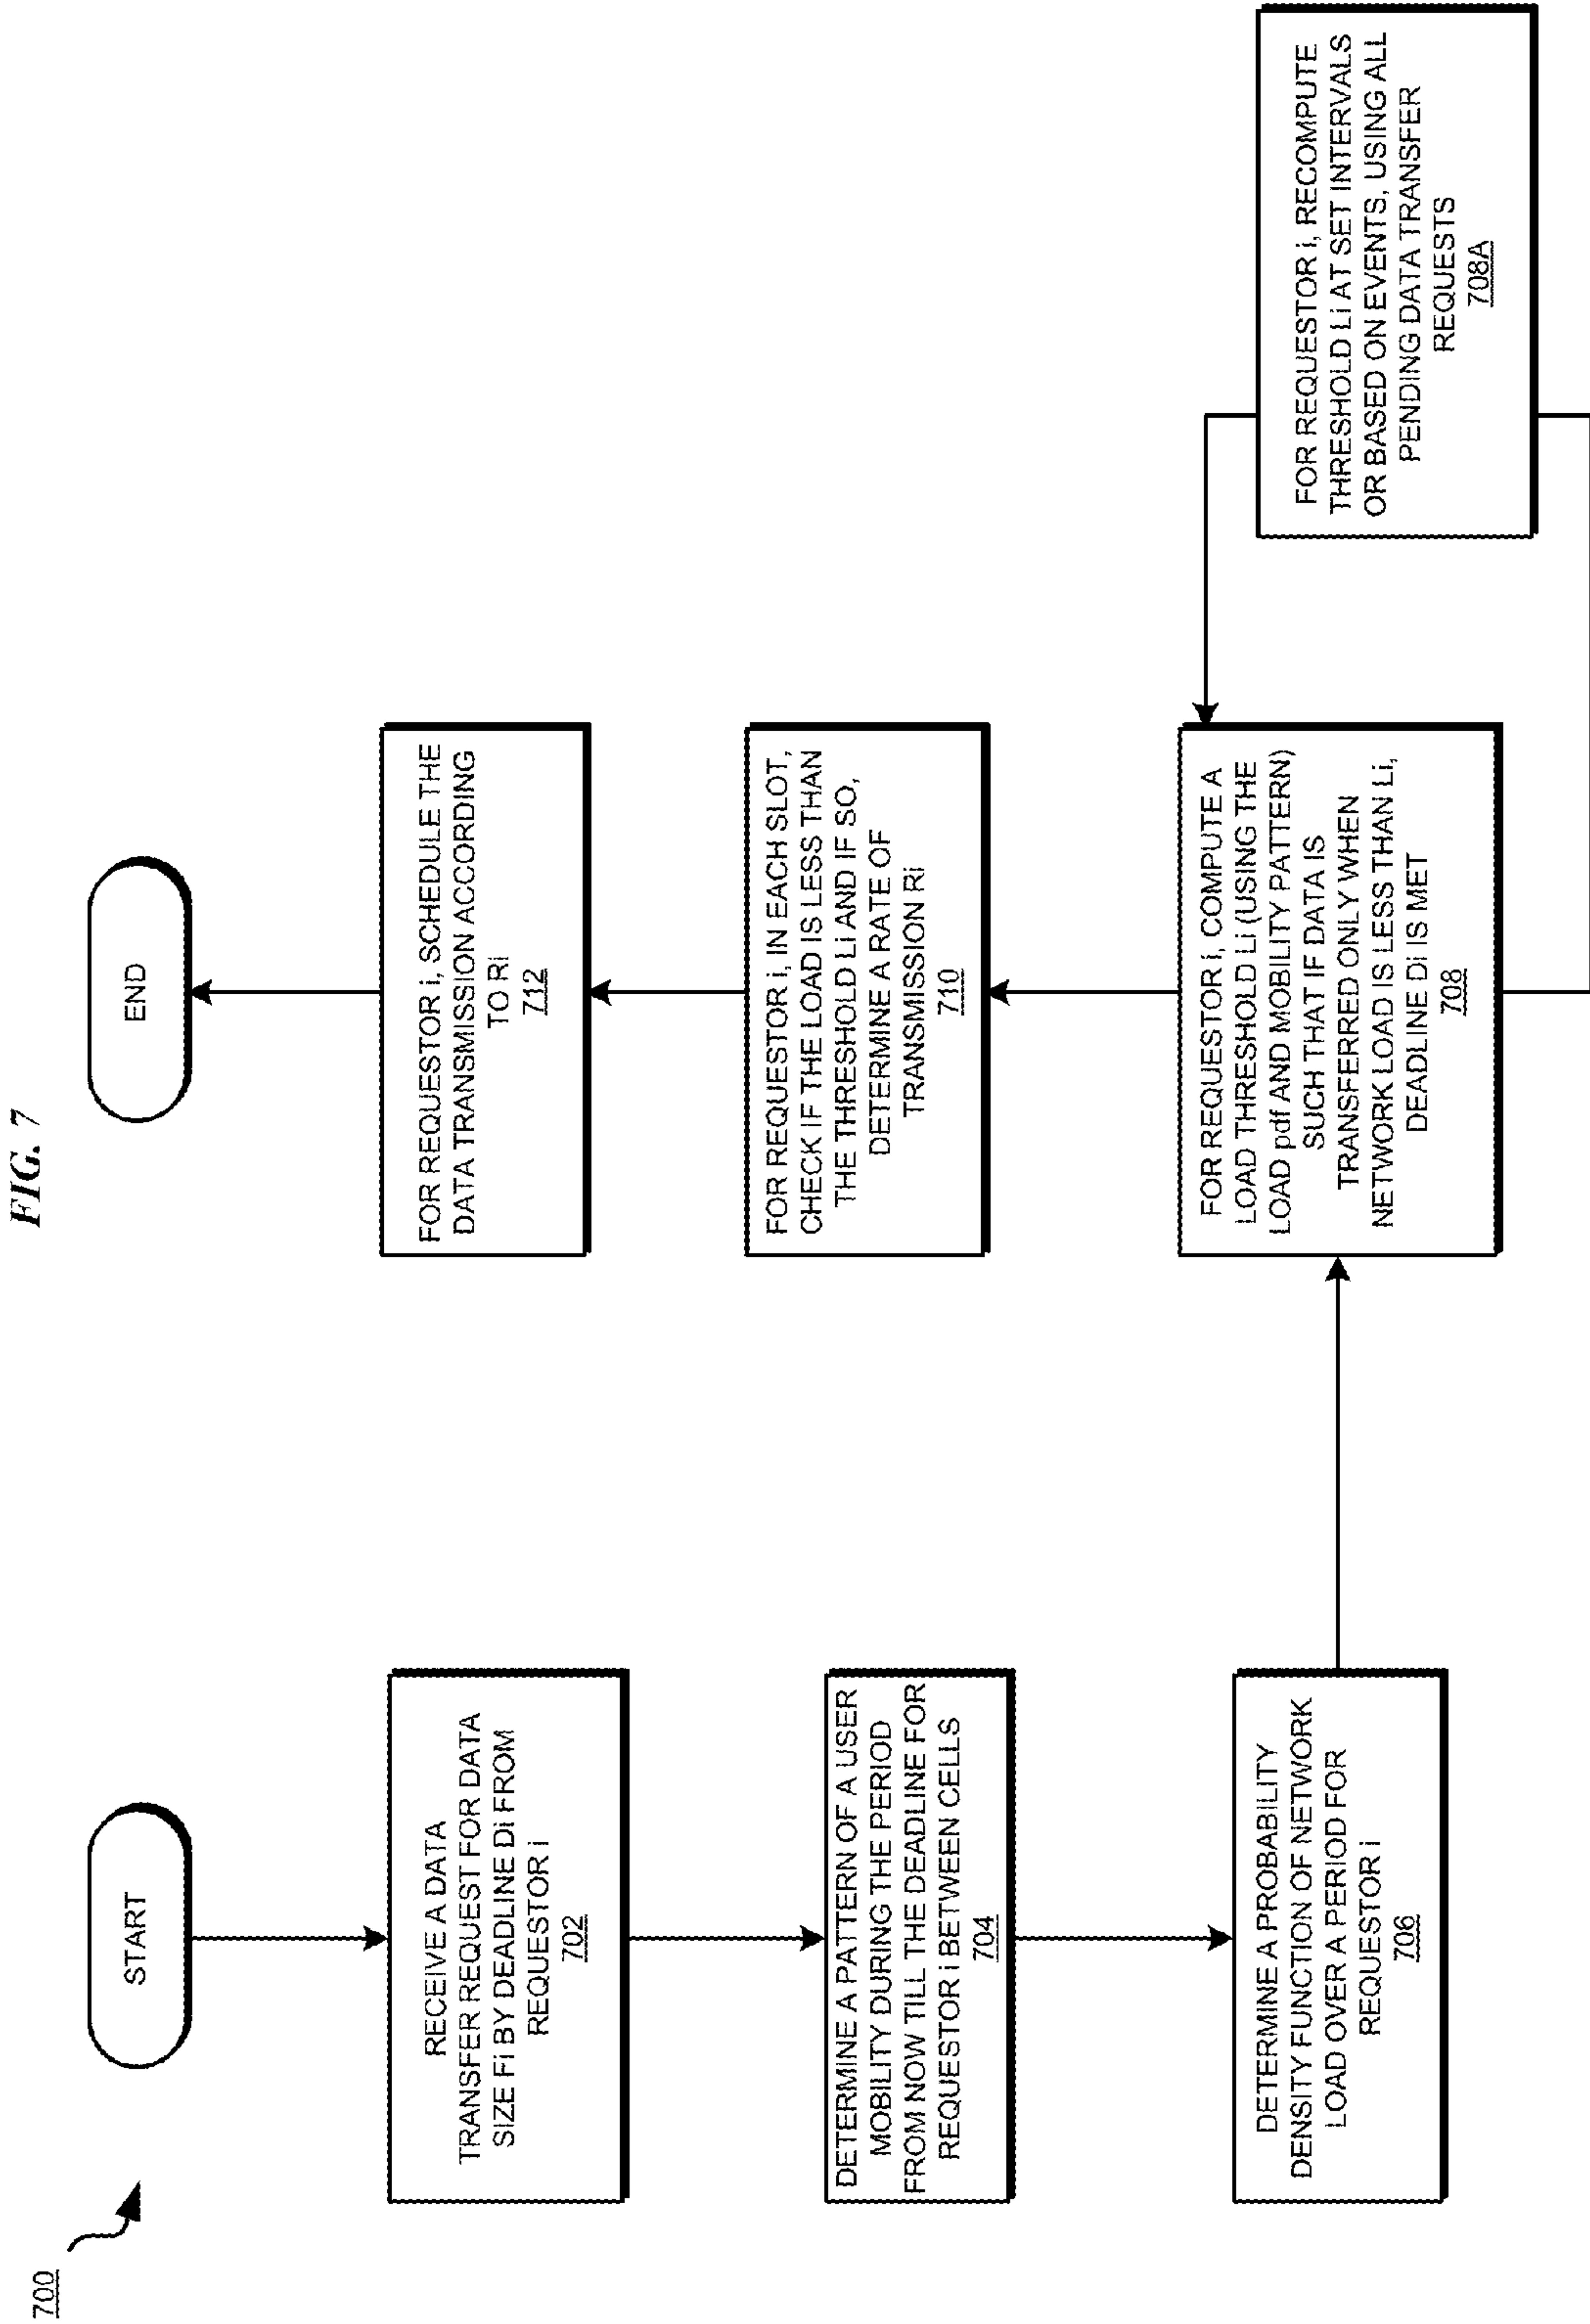 FIG. 7
700
START
RECEIVE A DATA
TRANSFER REQUEST FOR DATA
SIZE Fi BY DEADLINE Di FROM
REQUESTOR i
702
DETERMINE A PATTERN OF A USER
MOBILITY DURING THE PERIOD
FROM NOW TILL THE DEADLINE FOR
REQUESTOR i BETWEEN CELLS
704
DETERMINE A PROBABILITY
DENSITY FUNCTION OF NETWORK
LOAD OVER A PERIOD FOR
REQUESTOR i
706
END
FOR REQUESTOR i, SCHEDULE THE
DATA TRANSMISSION ACCORDING
TO Ri
712
FOR REQUESTOR i, IN EACH SLOT,
CHECK IF THE LOAD IS LESS THAN
THE THRESHOLD Li AND IF SO,
DETERMINE A RATE OF
TRANSMISSION Ri
710
FOR REQUESTOR i, COMPUTE A
LOAD THRESHOLD Li (USING THE
LOAD pdf AND MOBILITY PATTERN)
SUCH THAT IF DATA IS
TRANSFERRED ONLY WHEN
NETWORK LOAD IS LESS THAN Li,
DEADLINE Di IS MET
708
FOR REQUESTOR i, RECOMPUTE
THRESHOLD Li AT SET INTERVALS
OR BASED ON EVENTS, USING ALL
PENDING DATA TRANSFER
REQUESTS
708A